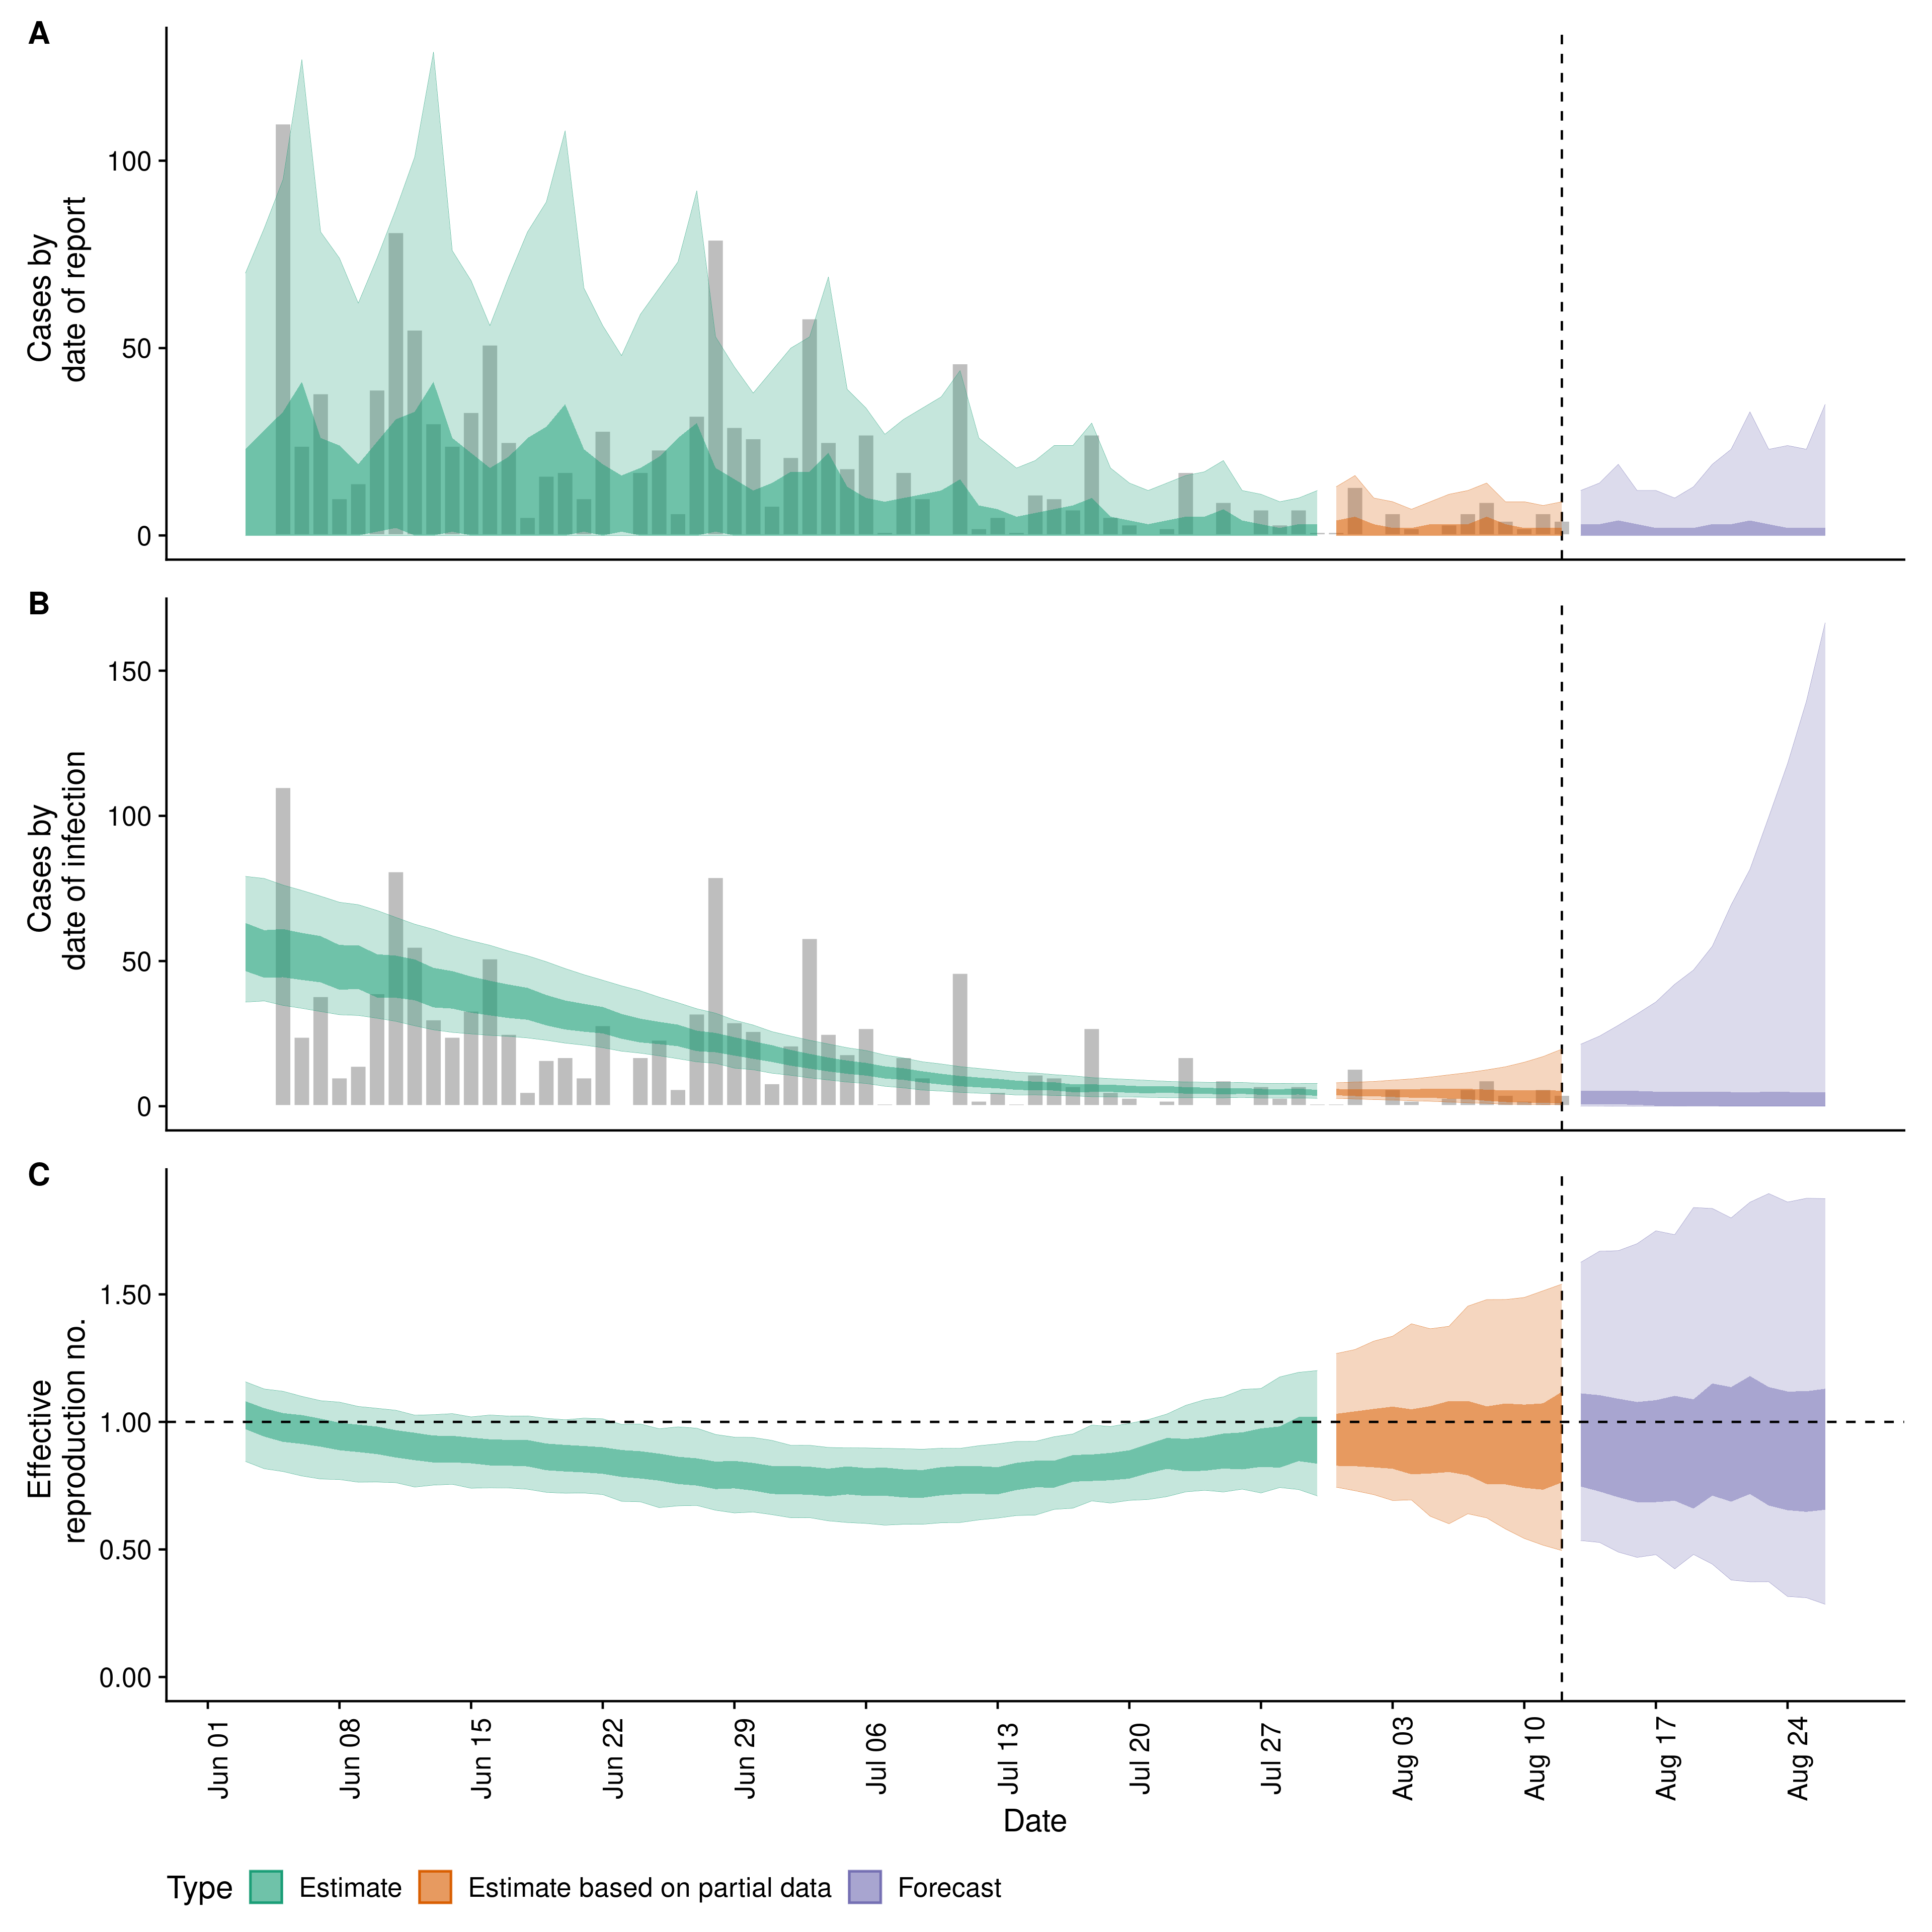 A
Cases by
date of report
100
50
0
B
Cases by
date of infection
150
100
50
0
C
Effective
reproduction no.
1.50
1.00
0.50
0.00
Jun 01
Jun 08
Jun 15
Jun 22
Jun 29
Jul 06
Jul 13
Jul 20
Jul 27
Aug 03
Aug 10
Aug 17
Aug 24
Date
Type Estimate Estimate based on partial data Forecast